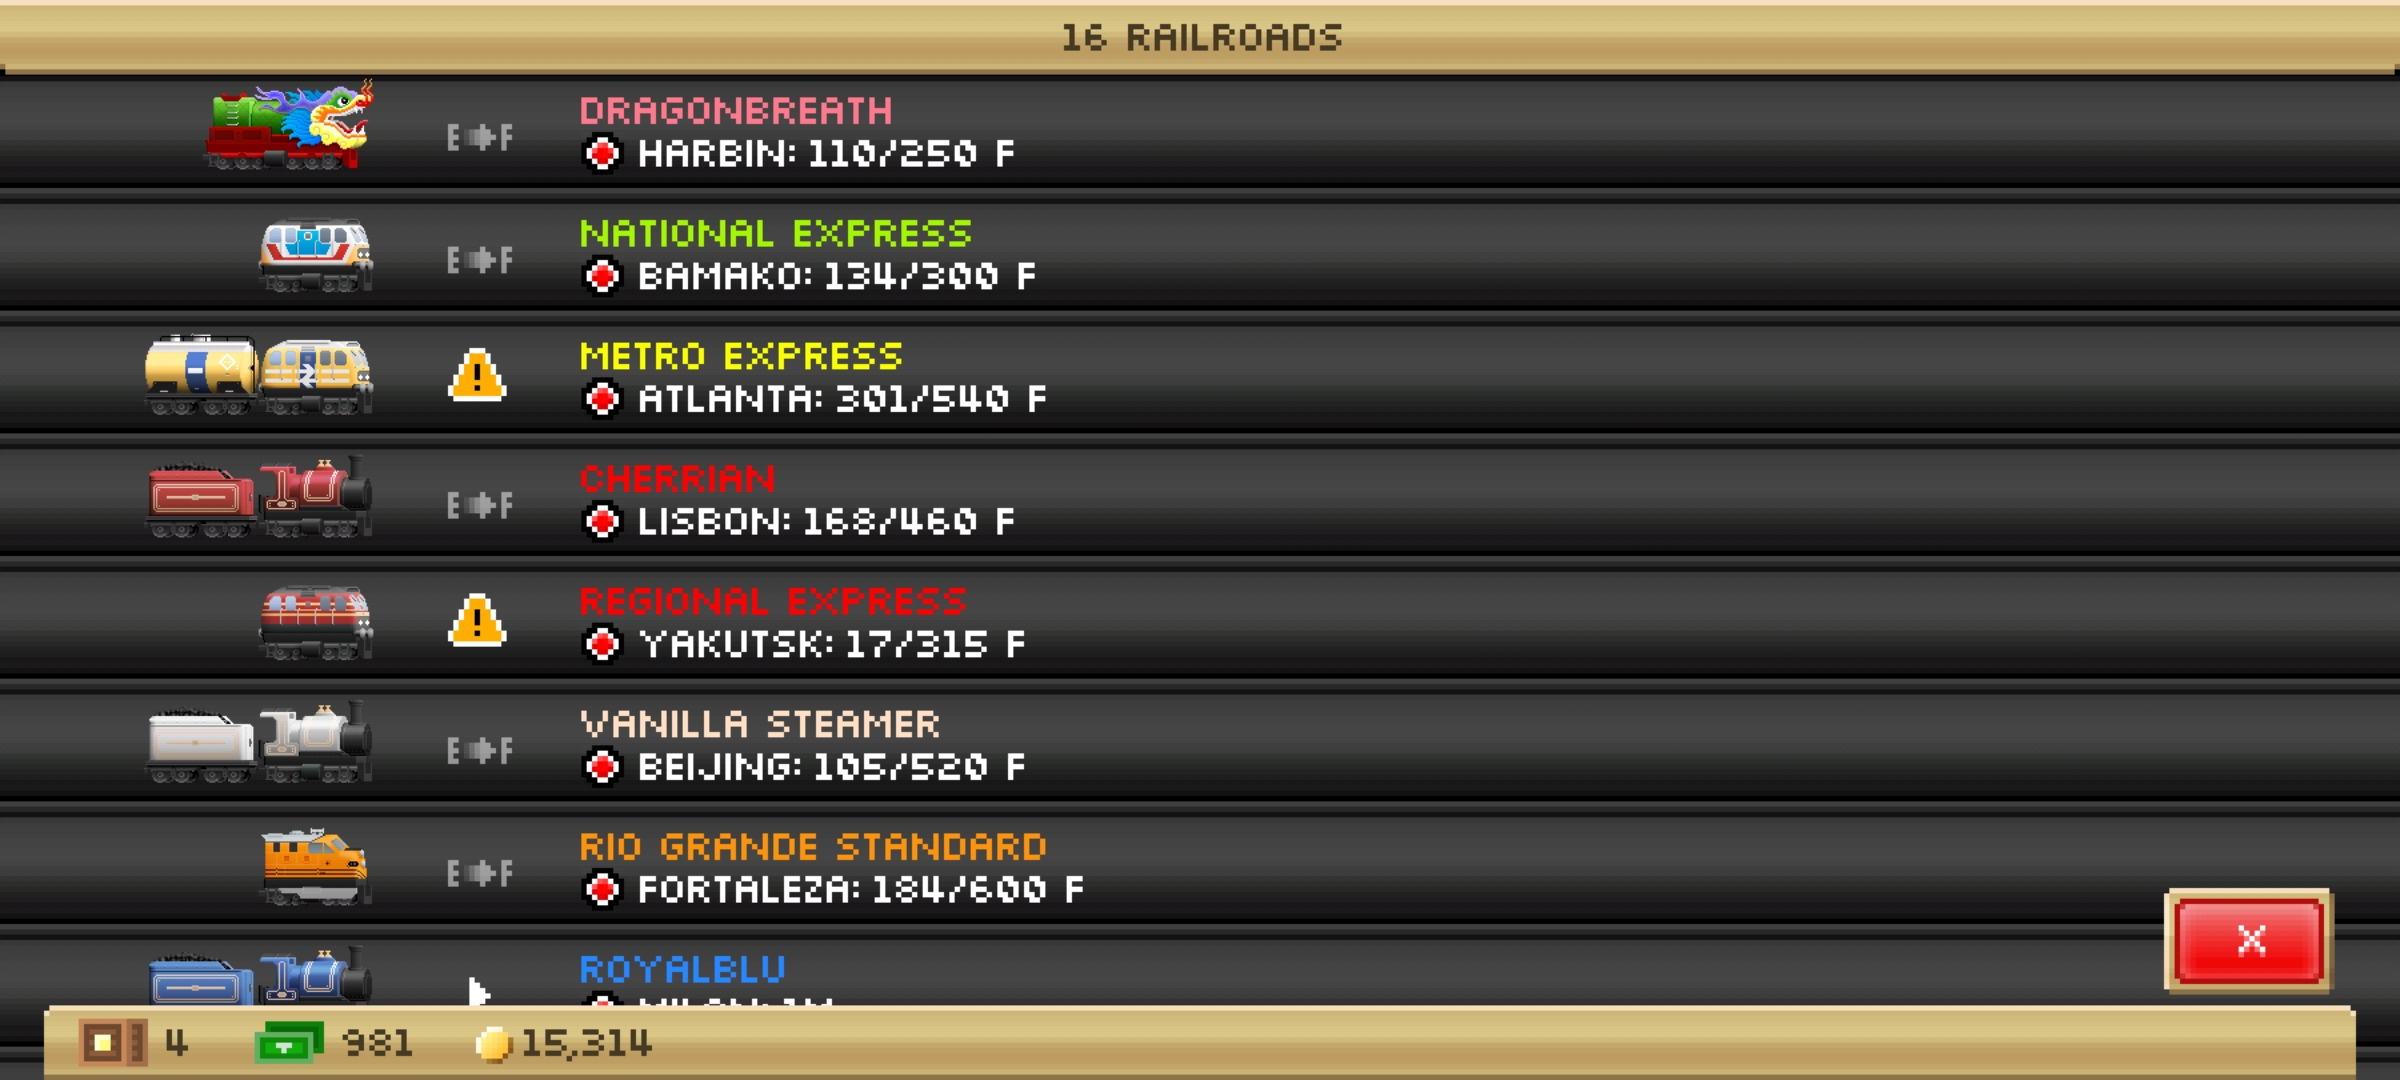 16 RAILROADS
E F
DRAGONBREATH
HARBIN: 110/250 F
E F
NATIONAL EXPRESS
BAMAKO: 134/300 F
!
METRO EXPRESS
ATLANTA: 301/540 F
E F
CHERRIAN
LISBON: 168/460 F
!
REGIONAL EXPRESS
YAKUTSK: 17/315 F
E F
VANILLA STEAMER
BEIJING: 105/520 F
E F
RIO GRANDE STANDARD
FORTALEZA: 184/600 F
ROYALBLU
X
4 981 15,314